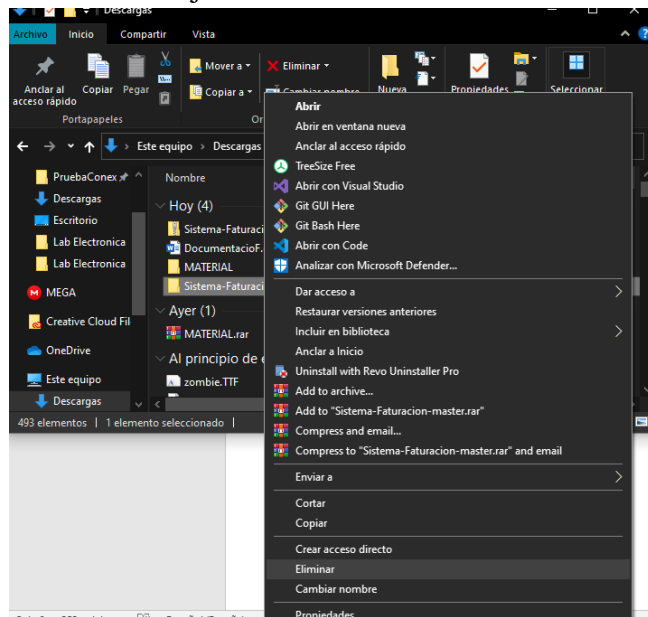 Descargas
Archivo Inicio Compartir Vista
Mover a Eliminar
Anclar al acceso rápido Copiar Pegar Copiar a Cambiar nombre Nueva Propiedades Seleccionar
Portapapeles Or
Este equipo > Descargas
PruebaConex
Descargas
Escritorio
Lab Electronica
Lab Electronica
MEGA
Creative Cloud Fil
OneDrive
Este equipo
Descargas
Nombre
Hoy (4)
Sistema-Faturaci
DocumentacioF.
MATERIAL
Sistema-Faturaci
Ayer (1)
MATERIAL.rar
Al principio de
zombie.TTF
493 elementos | 1 elemento seleccionado |
Abrir
Abrir en ventana nueva
Anclar al acceso rápido
TreeSize Free
Abrir con Visual Studio
Git GUI Here
Git Bash Here
Abrir con Code
Analizar con Microsoft Defender...
Dar acceso a
Restaurar versiones anteriores
Incluir en biblioteca
Anclar a Inicio
Uninstall with Revo Uninstaller Pro
Add to archive...
Add to "Sistema-Faturacion-master.rar"
Compress and email...
Compress to "Sistema-Faturacion-master.rar" and email
Enviar a
Cortar
Copiar
Crear acceso directo
Eliminar
Cambiar nombre
Propiedades